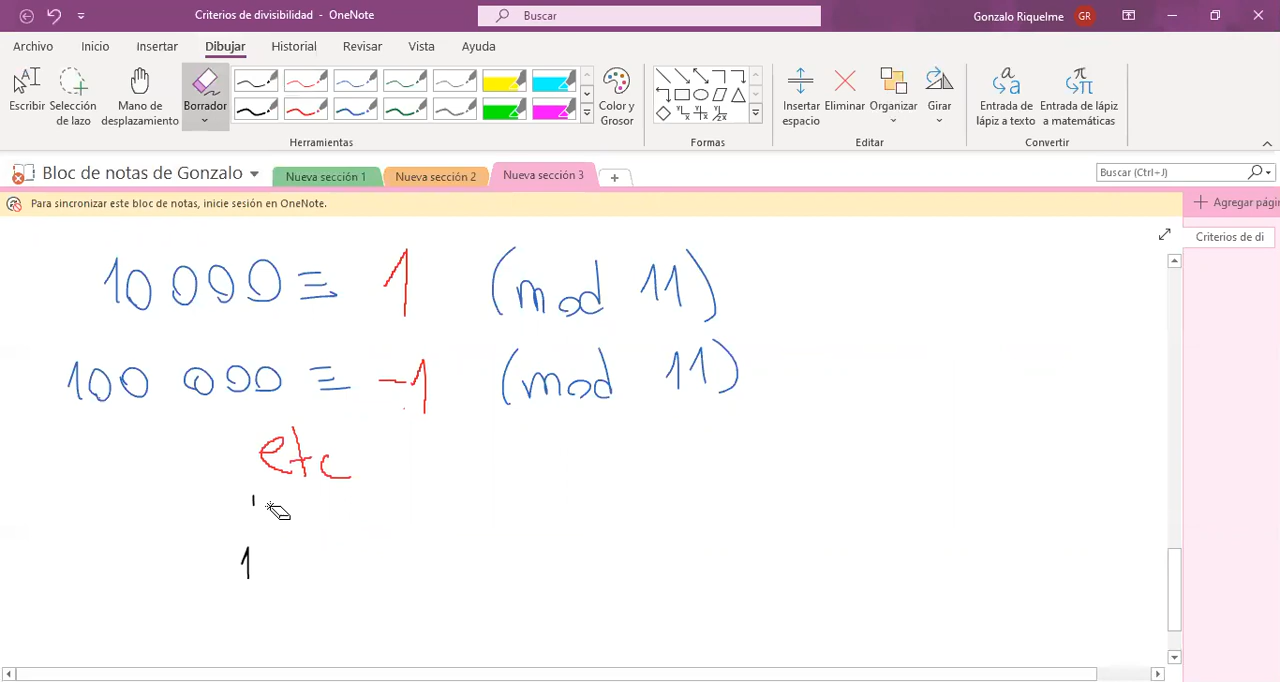 Criterios de divisibilidad - OneNote
Buscar
Gonzalo Riquelme
GR
Archivo Inicio Insertar Dibujar Historial Revisar Vista Ayuda
Escribir
Selección de lazo
Mano de desplazamiento
Borrador
Color y Grosor
Insertar espacio
Eliminar
Organizar
Girar
Entrada de lápiz a texto
Entrada de lápiz a matemáticas
Herramientas
Formas
Editar
Convertir
Bloc de notas de Gonzalo
Nueva sección 1
Nueva sección 2
Nueva sección 3
Buscar (Ctrl+J)
Para sincronizar este bloc de notas, inicie sesión en OneNote.
Agregar págin
Criterios de di
10 000 ≡ 1 (mod 11)
100 000 ≡ -1 (mod 11)
etc
1